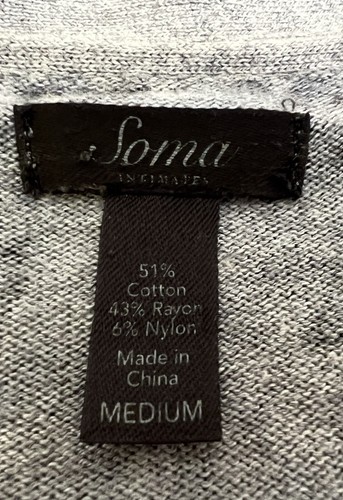 Soma
INTIMATES
51%
Cotton
43% Rayon
6% Nylon
Made in
China
MEDIUM